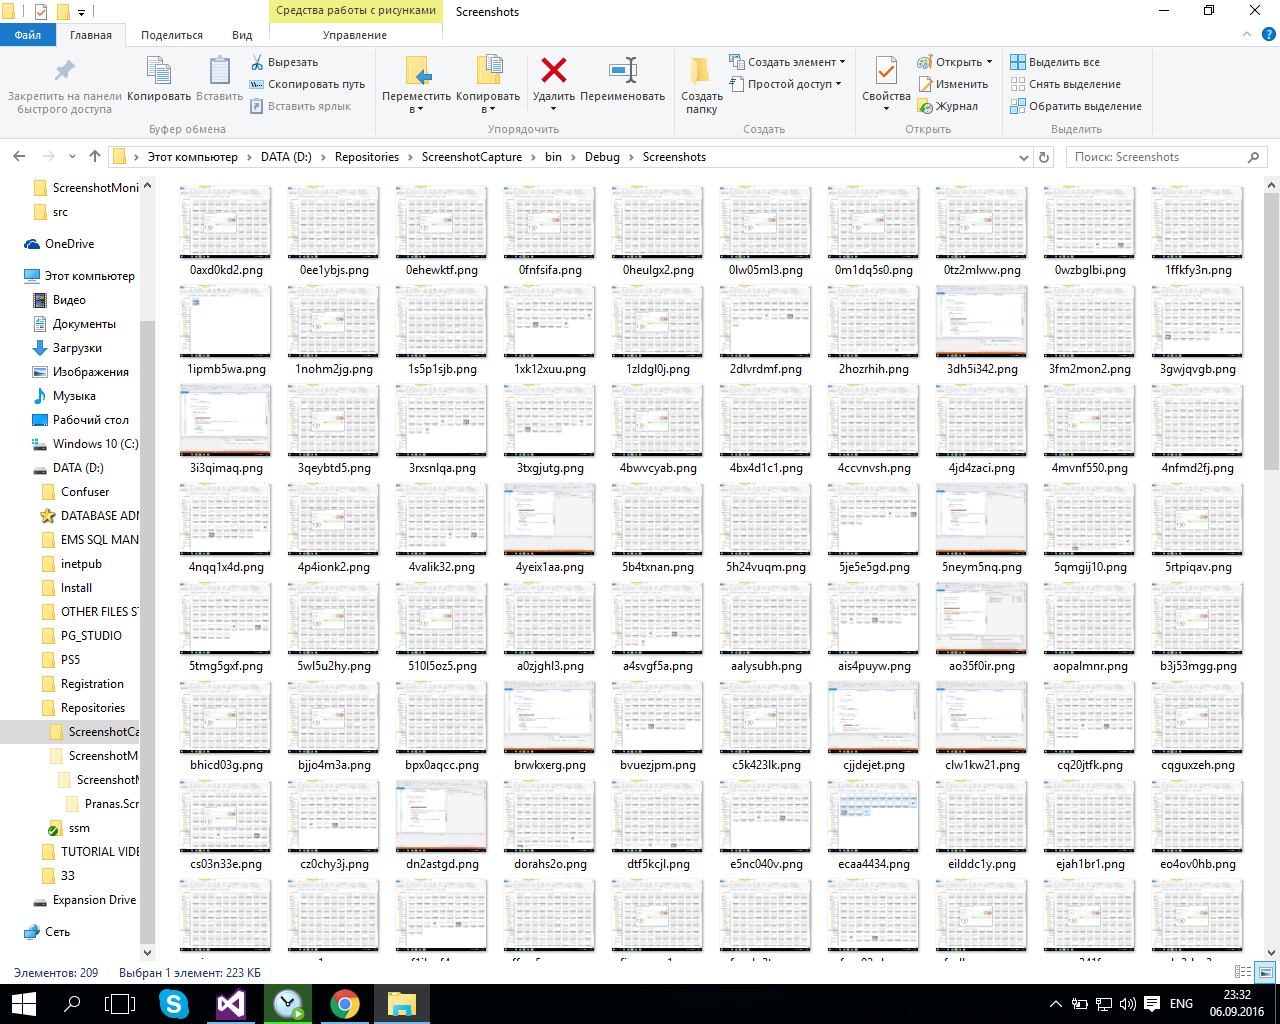 Средства работы с рисунками
Screenshots
Файл
Главная
Поделиться
Вид
Управление
Закрепить на панели
быстрого доступа
Копировать
Вставить
Вырезать
Скопировать путь
Вставить ярлык
Буфер обмена
Переместить
в
Копировать
в
Удалить
Переименовать
Упорядочить
Создать
папку
Создать элемент
Простой доступ
Создать
Свойства
Открыть
Изменить
Журнал
Открыть
Выделить все
Снять выделение
Обратить выделение
Выделить
Этот компьютер
DATA (D:)
Repositories
ScreenshotCapture
bin
Debug
Screenshots
Поиск: Screenshots
ScreenshotMoni
src
OneDrive
Этот компьютер
Видео
Документы
Загрузки
Изображения
Музыка
Рабочий стол
Windows 10 (C:)
DATA (D:)
Confuser
DATABASE ADM
EMS SQL MAN
inetpub
Install
OTHER FILES ST
PG_STUDIO
PS5
Registration
Repositories
ScreenshotCa
ScreenshotM
ScreenshotM
Pranas.Scr
ssm
TUTORIAL VIDE
33
Expansion Drive
Сеть
0axd0kd2.png 0ee1ybjs.png 0ehewktf.png 0fnfsifa.png 0heulgx2.png 0lw05ml3.png 0m1dq5s0.png 0tz2mlww.png 0wzbglbi.png 1ffkfy3n.png
1ipmb5wa.png 1nohm2jg.png 1s5p1sjb.png 1xk12xuu.png 1zldgl0j.png 2dlvrdmf.png 2hozrhih.png 3dh5i342.png 3fm2mon2.png 3gwjqvgb.png
3i3qimaq.png 3qeybtd5.png 3rxsnlqa.png 3txgjutg.png 4bwvcyab.png 4bx4d1c1.png 4ccvnvsh.png 4jd4zaci.png 4mvnf550.png 4nfmd2fj.png
4nqq1x4d.png 4p4ionk2.png 4valik32.png 4yeix1aa.png 5b4txnan.png 5h24vuqm.png 5je5e5gd.png 5neym5nq.png 5qmgij10.png 5rtpiqav.png
5tmg5gxf.png 5wl5u2hy.png 510l5oz5.png a0zjghl3.png a4svgf5a.png aalysubh.png ais4puyw.png ao35f0ir.png aopalmnr.png b3j53mgg.png
bhicd03g.png bjjo4m3a.png bpx0aqcc.png brwkxerg.png bvuezjpm.png c5k423lk.png cjjdejet.png clw1kw21.png cq20jtfk.png cqguxzeh.png
cs03n33e.png cz0chy3j.png dn2astgd.png dorahs2o.png dtf5kcjl.png e5nc040v.png ecaa4434.png eilddc1y.png ejah1br1.png eo4ov0hb.png
Элементов: 209
Выбран 1 элемент: 223 КБ
ENG
23:32
06.09.2016